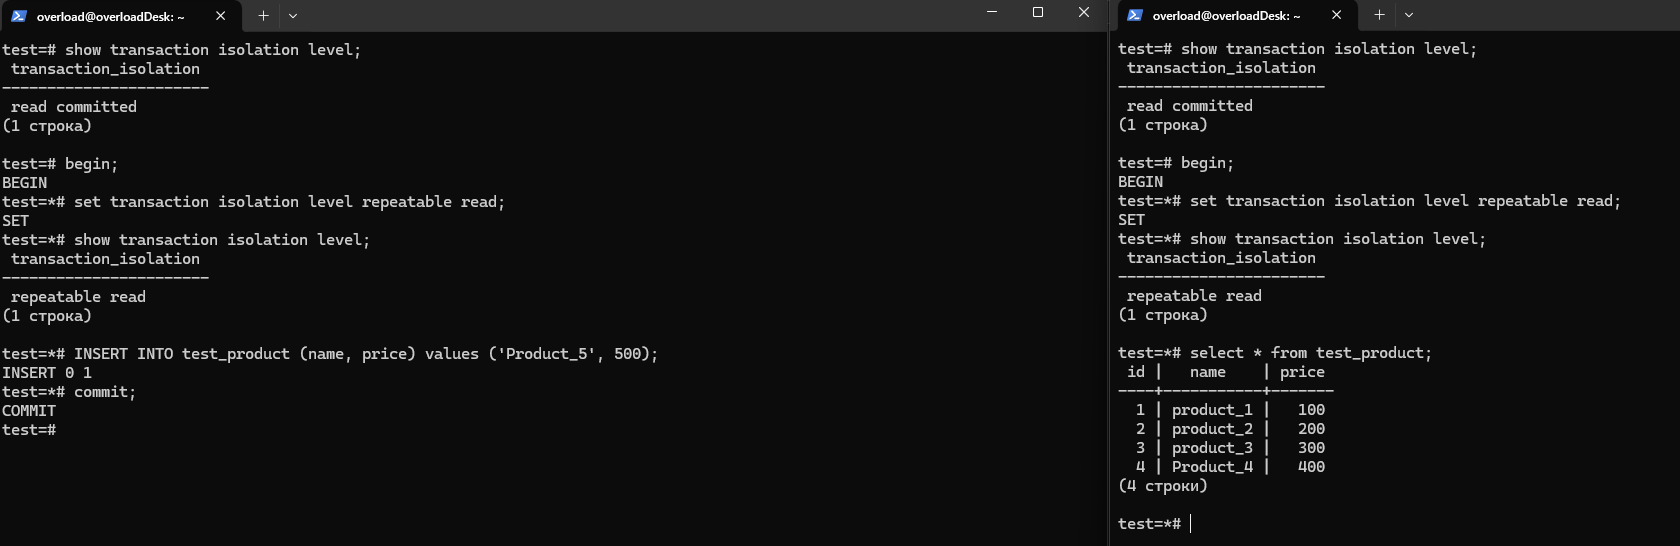 overload@overloadDesk: ~
test=# show transaction isolation level;
transaction_isolation
-----------------------
read committed
(1 строка)
test=# begin;
BEGIN
test=*# set transaction isolation level repeatable read;
SET
test=*# show transaction isolation level;
transaction_isolation
-----------------------
repeatable read
(1 строка)
test=*# INSERT INTO test_product (name, price) values ('Product_5', 500);
INSERT 0 1
test=*# commit;
COMMIT
test=#
overload@overloadDesk: ~
test=# show transaction isolation level;
transaction_isolation
-----------------------
read committed
(1 строка)
test=# begin;
BEGIN
test=*# set transaction isolation level repeatable read;
SET
test=*# show transaction isolation level;
transaction_isolation
-----------------------
repeatable read
(1 строка)
test=*# select * from test_product;
id | name | price
----+-----------+-------
1 | product_1 | 100
2 | product_2 | 200
3 | product_3 | 300
4 | Product_4 | 400
(4 строки)
test=*#